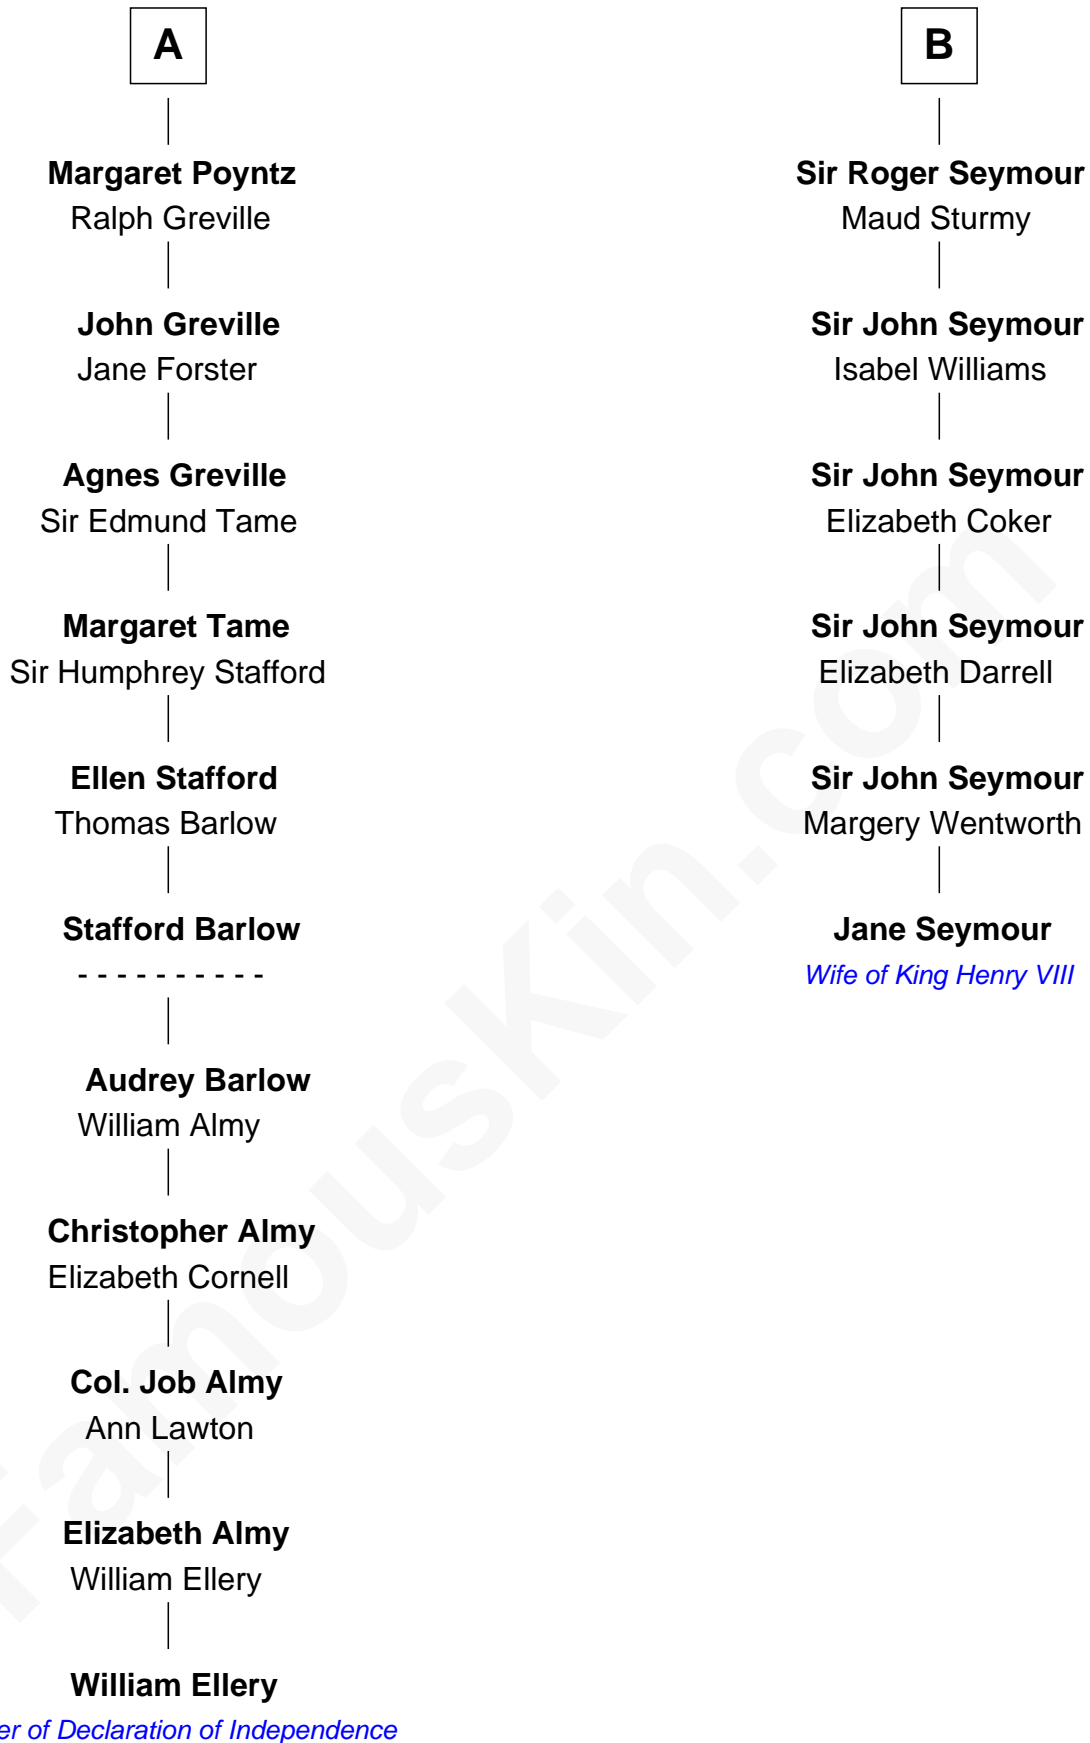 A
Margaret Poyntz
Ralph Greville
John Greville
Jane Forster
Agnes Greville
Sir Edmund Tame
Margaret Tame
Sir Humphrey Stafford
Ellen Stafford
Thomas Barlow
Stafford Barlow
- - - - - - - - - -
Audrey Barlow
William Almy
Christopher Almy
Elizabeth Cornell
Col. Job Almy
Ann Lawton
Elizabeth Almy
William Ellery
William Ellery
er of Declaration of Independence
B
Sir Roger Seymour
Maud Sturmy
Sir John Seymour
Isabel Williams
Sir John Seymour
Elizabeth Coker
Sir John Seymour
Elizabeth Darrell
Sir John Seymour
Margery Wentworth
Jane Seymour
Wife of King Henry VIII
FamousKin.com